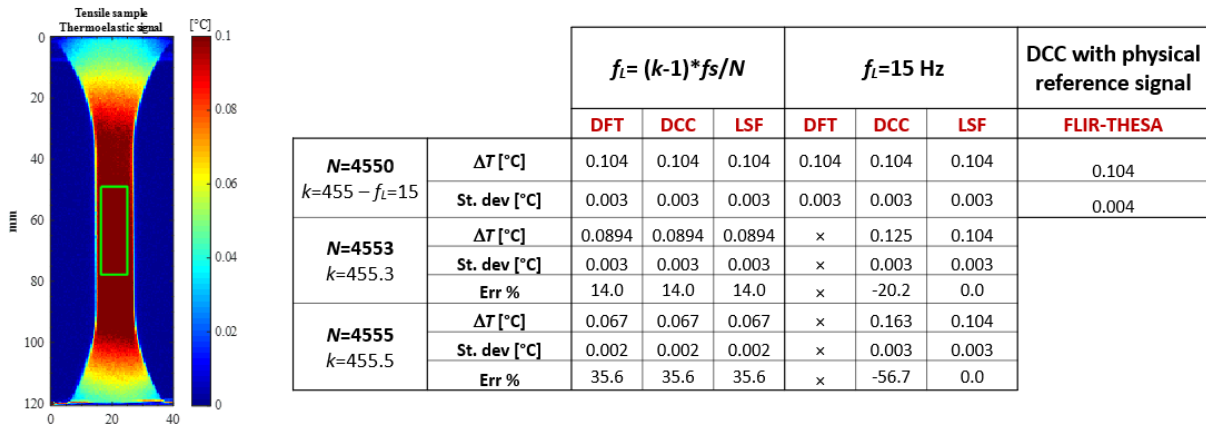 Tensile sample
Thermoelastic signal
[°C]
0
20
40
60
80
100
120
mm
0 20 40
0.1
0.08
0.06
0.04
0.02
0
fL= (k-1)*fs/N fL=15 Hz DCC with physical reference signal
DFT DCC LSF DFT DCC LSF FLIR-THESA
N=4550
k=455 – fL=15
ΔT [°C] 0.104 0.104 0.104 0.104 0.104 0.104 0.104
St. dev [°C] 0.003 0.003 0.003 0.003 0.003 0.003 0.004
N=4553
k=455.3
ΔT [°C] 0.0894 0.0894 0.0894 × 0.125 0.104
St. dev [°C] 0.003 0.003 0.003 × 0.003 0.003
Err % 14.0 14.0 14.0 × -20.2 0.0
N=4555
k=455.5
ΔT [°C] 0.067 0.067 0.067 × 0.163 0.104
St. dev [°C] 0.002 0.002 0.002 × 0.003 0.003
Err % 35.6 35.6 35.6 × -56.7 0.0